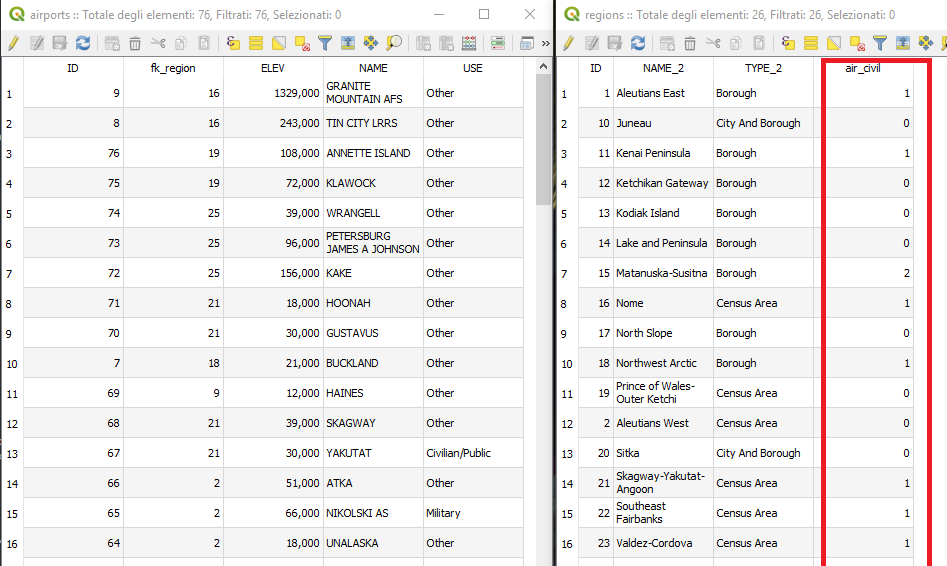 airports :: Totale degli elementi: 76, Filtrati: 76, Selezionati: 0
ID fk_region ELEV NAME USE
1 9 16 1329,000 GRANITE MOUNTAIN AFS Other
2 8 16 243,000 TIN CITY LRRS Other
3 76 19 108,000 ANNETTE ISLAND Other
4 75 19 72,000 KLAWOCK Other
5 74 25 39,000 WRANGELL Other
6 73 25 96,000 PETERSBURG JAMES A JOHNSON Other
7 72 25 156,000 KAKE Other
8 71 21 18,000 HOONAH Other
9 70 21 30,000 GUSTAVUS Other
10 7 18 21,000 BUCKLAND Other
11 69 9 12,000 HAINES Other
12 68 21 39,000 SKAGWAY Other
13 67 21 30,000 YAKUTAT Civilian/Public
14 66 2 51,000 ATKA Other
15 65 2 66,000 NIKOLSKI AS Military
16 64 2 18,000 UNALASKA Other
regions :: Totale degli elementi: 26, Filtrati: 26, Selezionati: 0
ID NAME_2 TYPE_2 air_civil
1 1 Aleutians East Borough 1
2 10 Juneau City And Borough 0
3 11 Kenai Peninsula Borough 1
4 12 Ketchikan Gateway Borough 0
5 13 Kodiak Island Borough 0
6 14 Lake and Peninsula Borough 0
7 15 Matanuska-Susitna Borough 2
8 16 Nome Census Area 1
9 17 North Slope Borough 0
10 18 Northwest Arctic Borough 1
11 19 Prince of Wales-Outer Ketchi Census Area 0
12 2 Aleutians West Census Area 0
13 20 Sitka City And Borough 0
14 21 Skagway-Yakutat-Angoon Census Area 1
15 22 Southeast Fairbanks Census Area 1
16 23 Valdez-Cordova Census Area 1